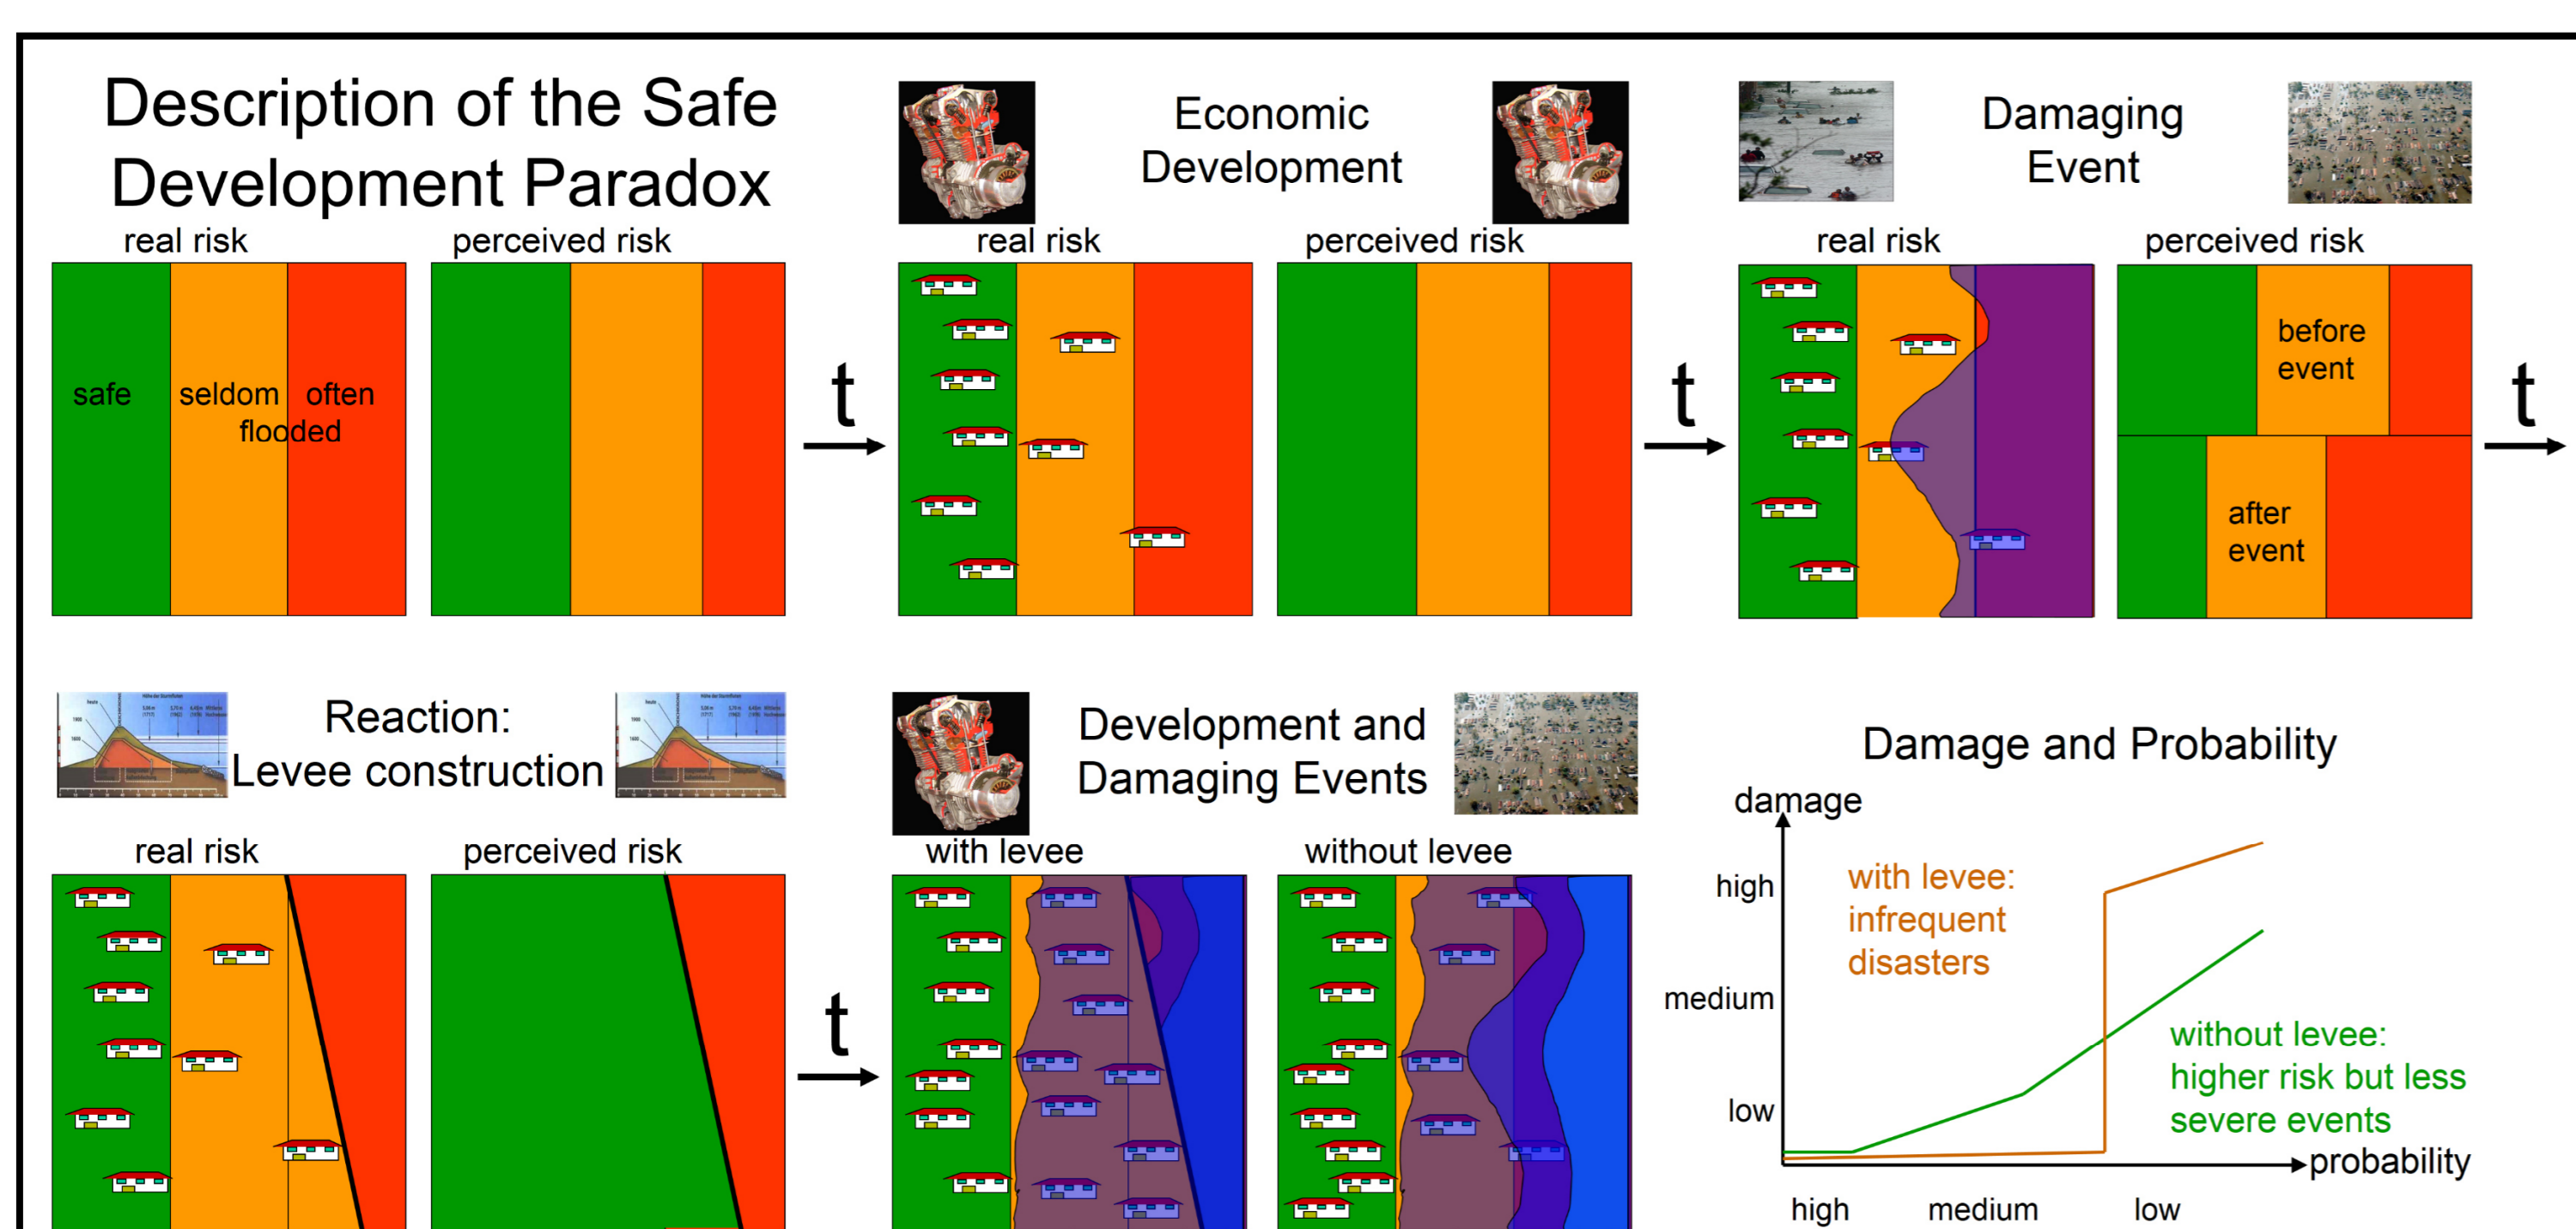 Description of the Safe
Development Paradox
real risk
perceived risk
safe
seldom
often
flooded
t
Economic
Development
real risk
perceived risk
t
Damaging
Event
real risk
perceived risk
before
event
after
event
t
Reaction:
Levee construction
real risk
perceived risk
t
Development and
Damaging Events
with levee
without levee
Damage and Probability
damage
high
medium
low
with levee:
infrequent
disasters
without levee:
higher risk but less
severe events
probability
high
medium
low